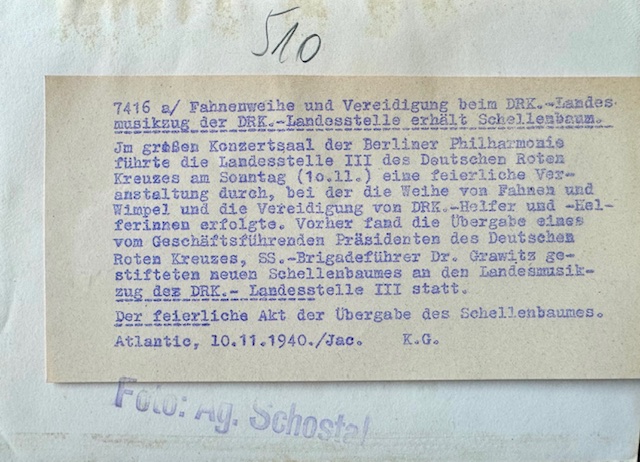 510
7416 a/ Fahnenweihe und Vereidigung beim DRK.-Landes-
musikzug der DRK.-Landesstelle erhält Schellenbaum.
Jm großen Konzertsaal der Berliner Philharmonie
führte die Landesstelle III des Deutschen Roten
Kreuzes am Sonntag (10.11.) eine feierliche Ver-
anstaltung durch, bei der die Weihe von Fahnen und
Wimpel und die Vereidigung von DRK.-Helfer und -Hel-
ferinnen erfolgte. Vorher fand die Übergabe eines
vom Geschäftsführenden Präsidenten des Deutschen
Roten Kreuzes, SS.-Brigadeführer Dr. Grawitz ge-
stifteten neuen Schellenbaumes an den Landesmusik-
zug des DRK.- Landesstelle III statt.
Der feierliche Akt der Übergabe des Schellenbaumes.
Atlantic, 10.11.1940./Jac. K.G.
Foto: Ag. Schostal